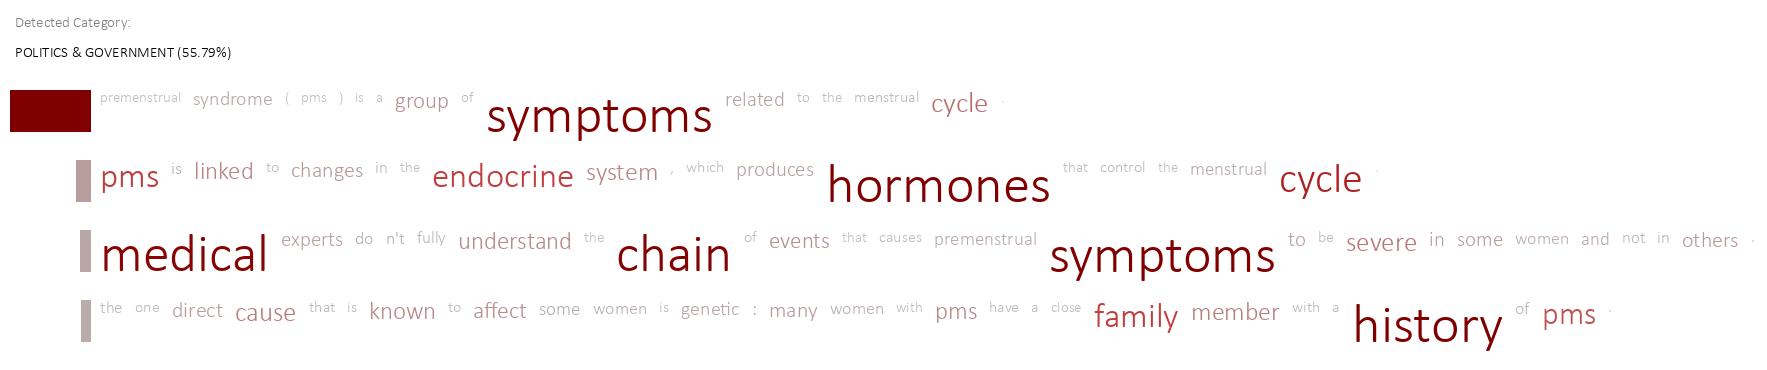 Detected Category:
POLITICS & GOVERNMENT (55.79%)
premenstrual syndrome ( pms ) is a group of symptoms related to the menstrual cycle .
pms is linked to changes in the endocrine system , which produces hormones that control the menstrual cycle .
medical experts do n't fully understand the chain of events that causes premenstrual symptoms to be severe in some women and not in others .
the one direct cause that is known to affect some women is genetic : many women with pms have a close family member with a history of pms .